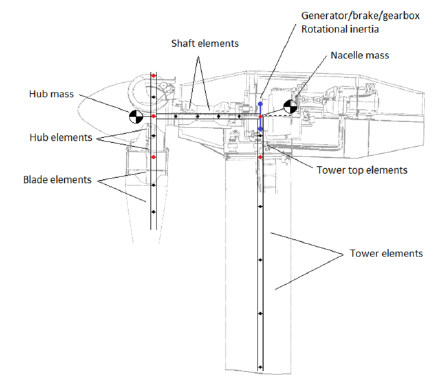 Generator/brake/gearbox
Rotational inertia
Shaft elements
Nacelle mass
Hub mass
Hub elements
Tower top elements
Blade elements
Tower elements